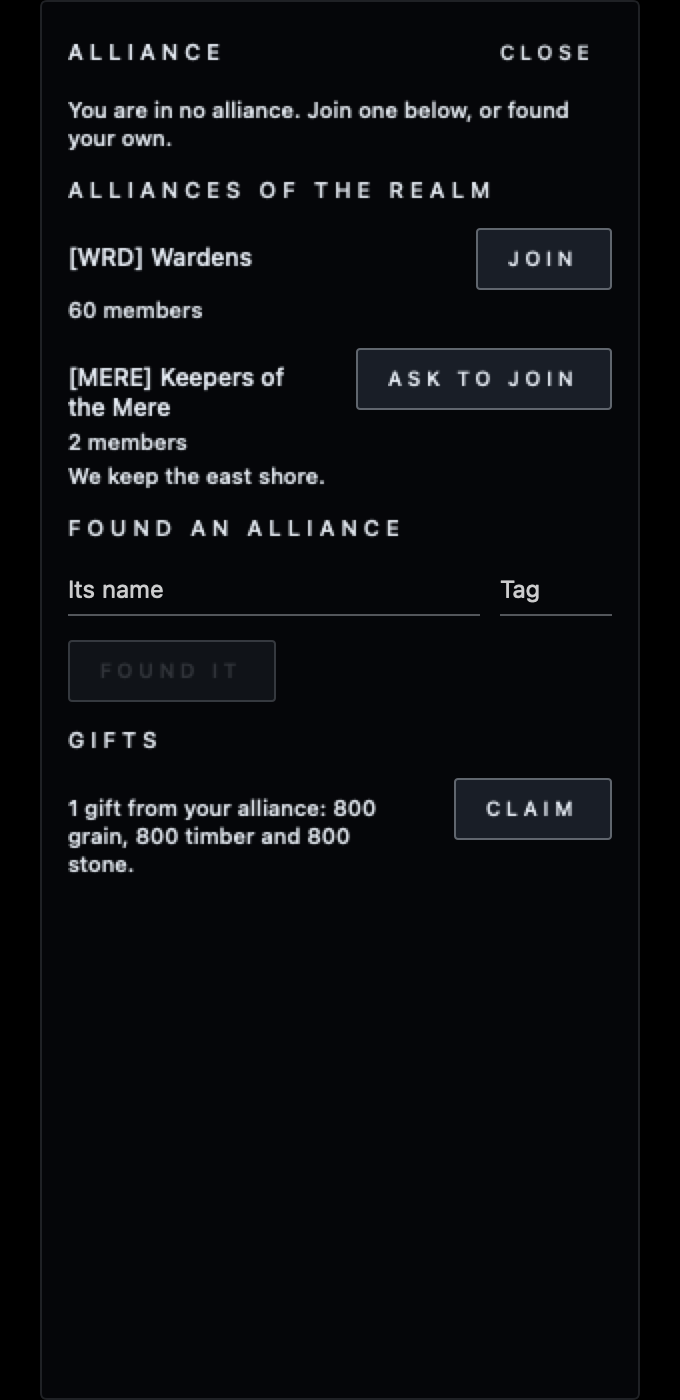 ALLIANCE CLOSE
You are in no alliance. Join one below, or found
your own.
ALLIANCES OF THE REALM
[WRD] Wardens JOIN
60 members
[MERE] Keepers of ASK TO JOIN
the Mere
2 members
We keep the east shore.
FOUND AN ALLIANCE
Its name Tag
FOUND IT
GIFTS
1 gift from your alliance: 800 CLAIM
grain, 800 timber and 800
stone.